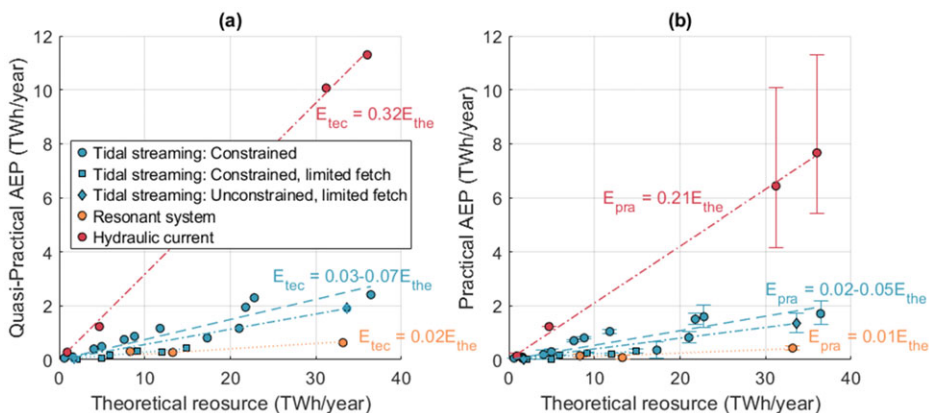 (a)
12
10
8
6
4
2
0
Quasi-Practical AEP (TWh/year)
E_tec = 0.32E_the
Tidal streaming: Constrained
Tidal streaming: Constrained, limited fetch
Tidal streaming: Unconstrained, limited fetch
Resonant system
Hydraulic current
E_tec = 0.03-0.07E_the
E_tec = 0.02E_the
0 10 20 30 40
Theoretical reosurce (TWh/year)
(b)
12
10
8
6
4
2
0
Practical AEP (TWh/year)
E_pra = 0.21E_the
E_pra = 0.02-0.05E_the
E_pra = 0.01E_the
0 10 20 30 40
Theoretical resource (TWh/year)